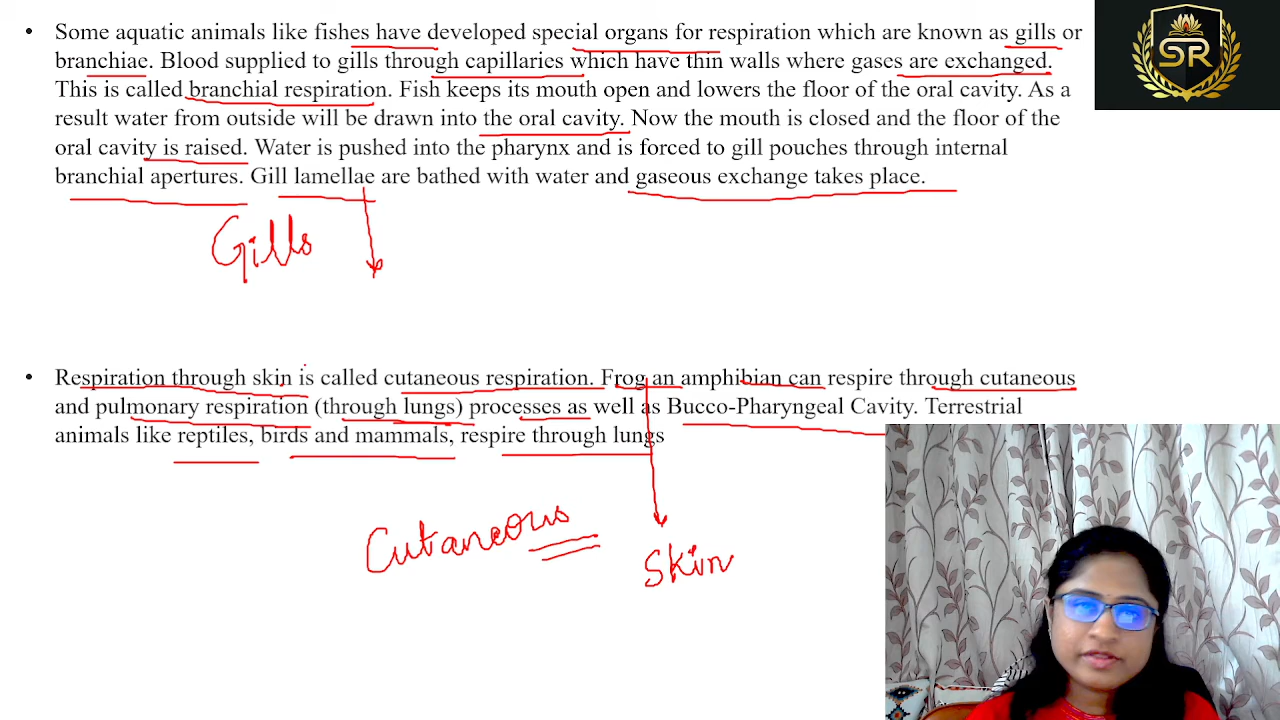 • Some aquatic animals like fishes have developed special organs for respiration which are known as gills or
branchiae. Blood supplied to gills through capillaries which have thin walls where gases are exchanged.
This is called branchial respiration. Fish keeps its mouth open and lowers the floor of the oral cavity. As a
result water from outside will be drawn into the oral cavity. Now the mouth is closed and the floor of the
oral cavity is raised. Water is pushed into the pharynx and is forced to gill pouches through internal
branchial apertures. Gill lamellae are bathed with water and gaseous exchange takes place.
Gills
• Respiration through skin is called cutaneous respiration. Frog an amphibian can respire through cutaneous
and pulmonary respiration (through lungs) processes as well as Bucco-Pharyngeal Cavity. Terrestrial
animals like reptiles, birds and mammals, respire through lungs
Cutaneous
Skin
SR